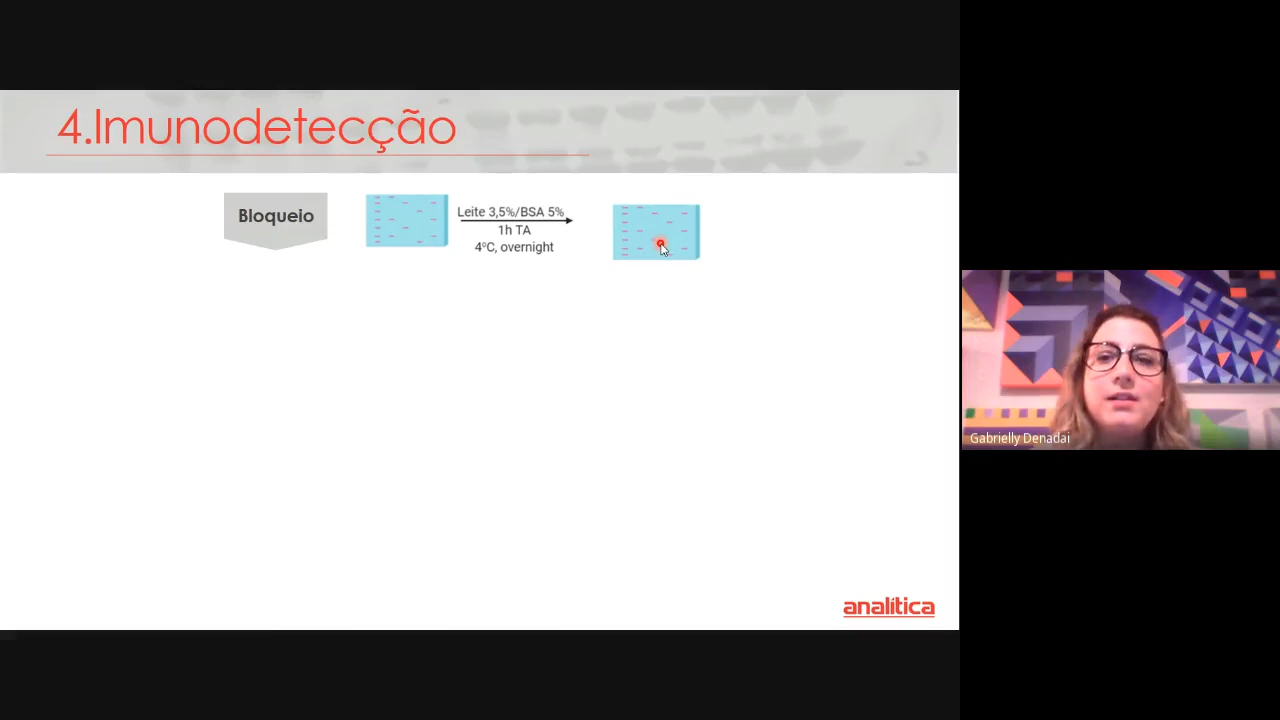 4.Imunodetecção
Bloqueio
Leite 3,5%/BSA 5%
1h TA
4ºC, overnight
Gabrielly Denadai
analítica